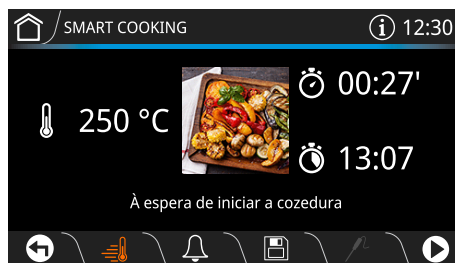 SMART COOKING
12:30
250 °C
00:27'
13:07
À espera de iniciar a cozedura